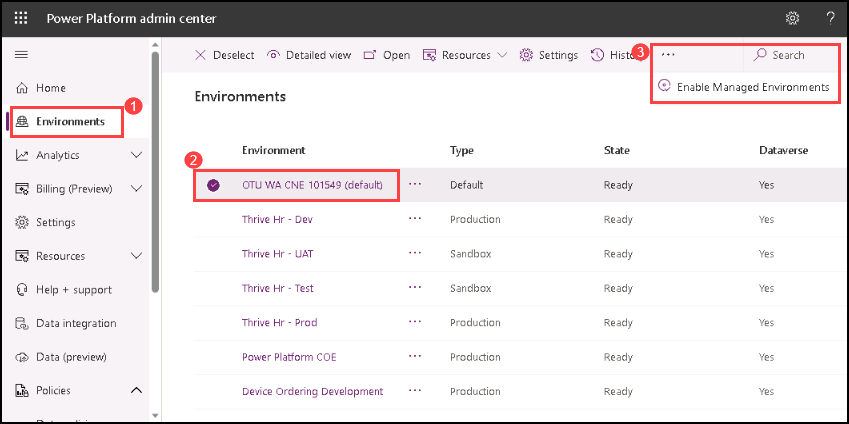 Power Platform admin center
?
Deselect
Detailed view
Open
Resources
Settings
Histo
3
...
Search
Enable Managed Environments
Home
Environments
1
Analytics
Billing (Preview)
Settings
Resources
Help + support
Data integration
Data (preview)
Policies
Environments
Environment Type State Dataverse
2
OTU WA CNE 101549 (default) ... Default Ready Yes
Thrive Hr - Dev ... Production Ready Yes
Thrive Hr - UAT ... Sandbox Ready Yes
Thrive Hr - Test ... Sandbox Ready Yes
Thrive Hr - Prod ... Production Ready Yes
Power Platform COE ... Production Ready Yes
Device Ordering Development ... Production Ready Yes